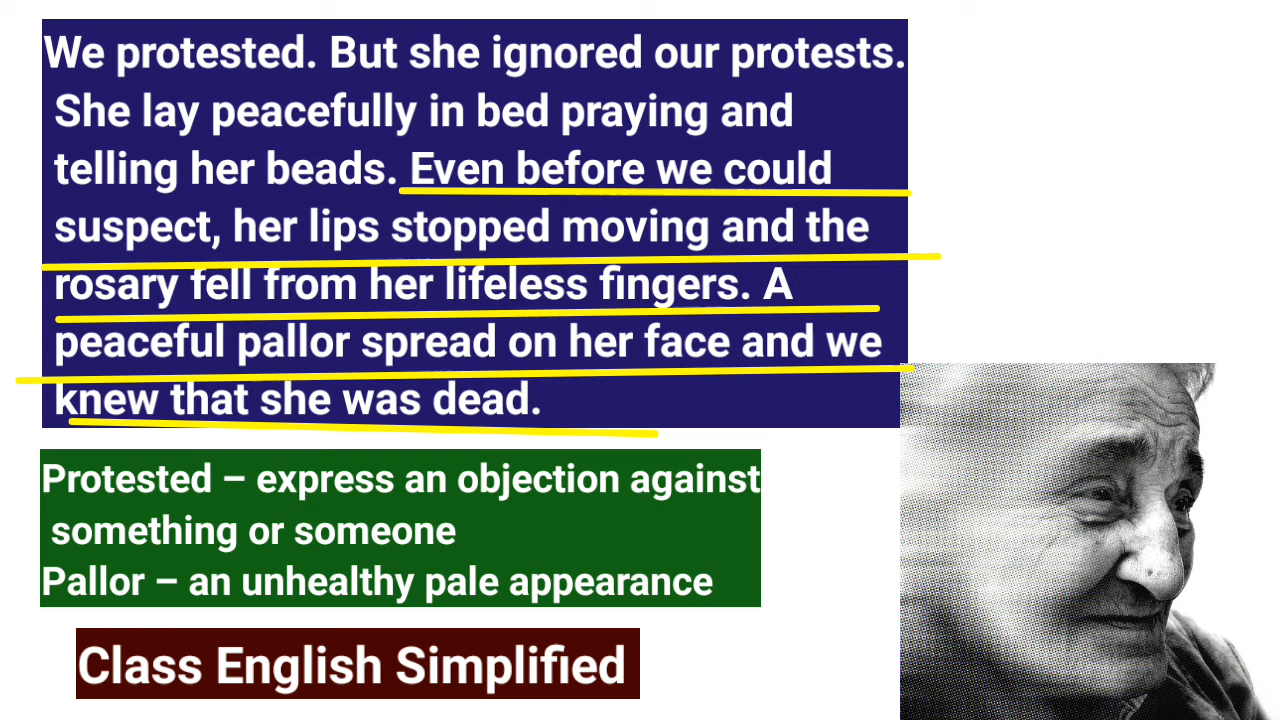 We protested. But she ignored our protests.
She lay peacefully in bed praying and
telling her beads. Even before we could
suspect, her lips stopped moving and the
rosary fell from her lifeless fingers. A
peaceful pallor spread on her face and we
knew that she was dead.
Protested – express an objection against
something or someone
Pallor – an unhealthy pale appearance
Class English Simplified